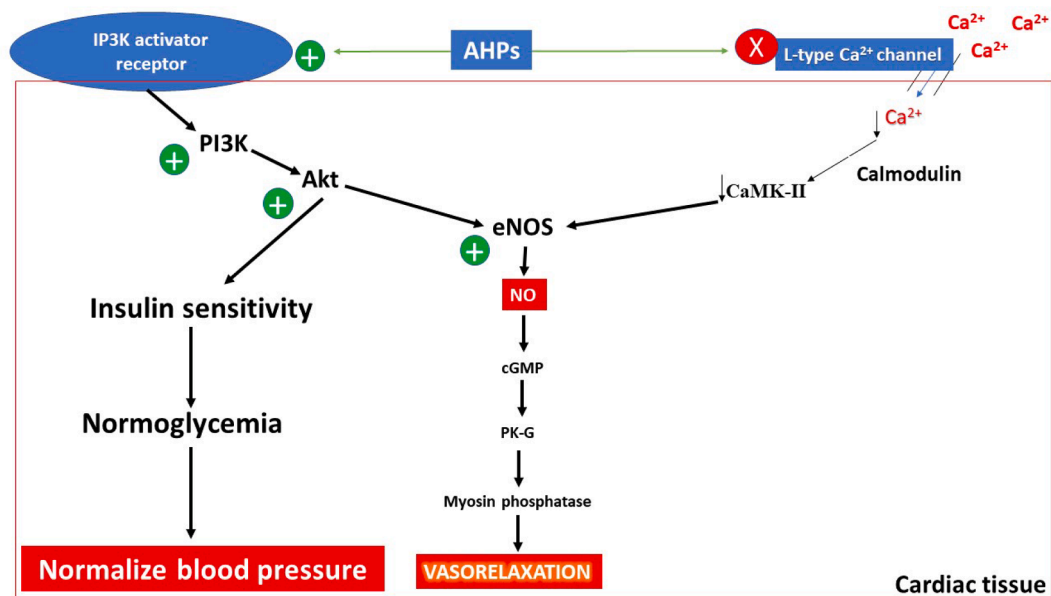 IP3K activator
receptor
+
AHPs
X
L-type Ca²⁺ channel
Ca²⁺
Ca²⁺
Ca²⁺
Ca²⁺
PI3K
+
Akt
+
Calmodulin
CaMK-II
eNOS
+
Insulin sensitivity
NO
cGMP
Normoglycemia
PK-G
Myosin phosphatase
Normalize blood pressure
VASORELAXATION
Cardiac tissue